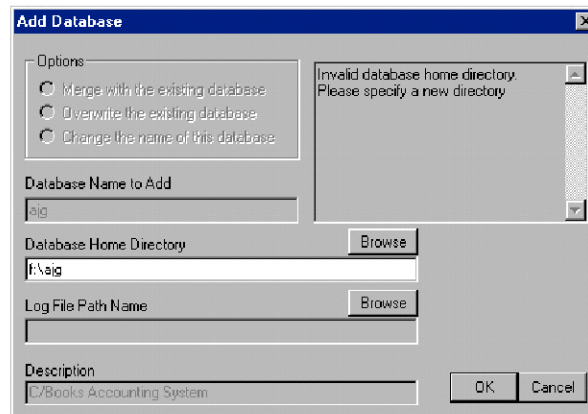 Add Database
Options
Merge with the existing database
Overwrite the existing database
Change the name of this database
Invalid database home directory.
Please specify a new directory
Database Name to Add
ajg
Database Home Directory
Browse
f:\ajg
Log File Path Name
Browse
Description
C/Books Accounting System
OK
Cancel